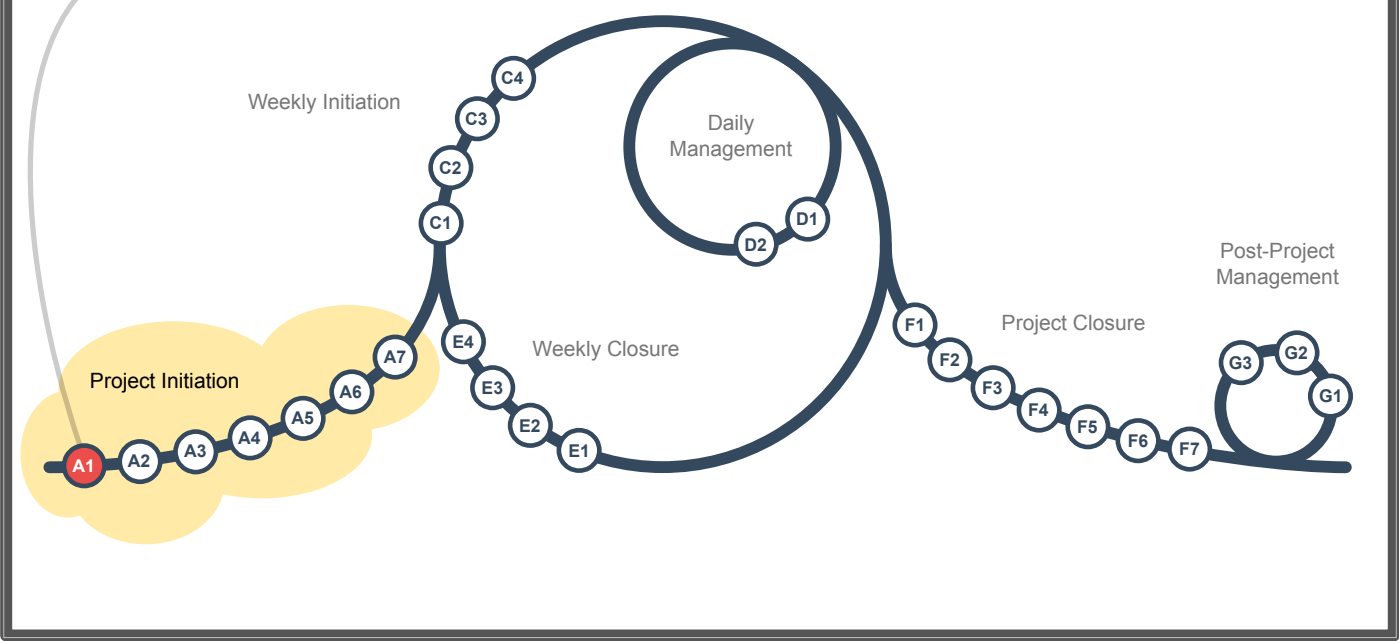 C4
Weekly Initiation
C3
C2
C1
Daily
Management
D1
D2
Post-Project
Management
Project Initiation
A1
A2
A3
A4
A5
A6
A7
E4
Weekly Closure
E3
E2
E1
F1
Project Closure
F2
F3
F4
F5
F6
F7
G3
G2
G1